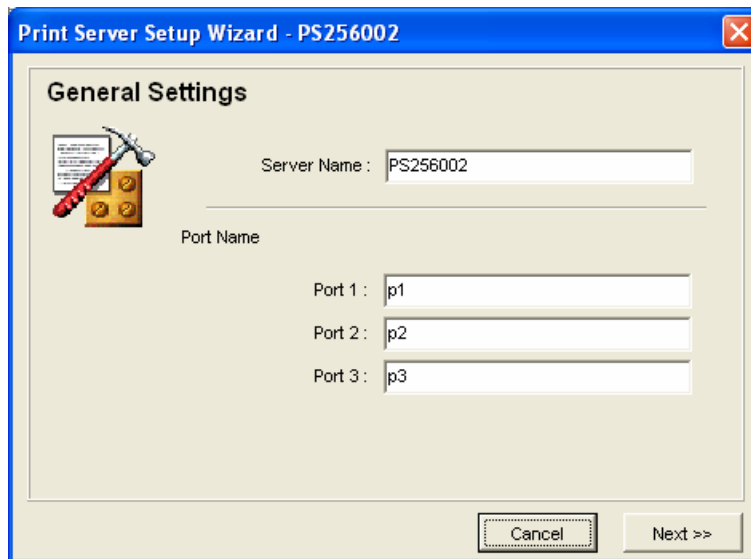 Print Server Setup Wizard - PS256002
General Settings
Server Name : PS256002
Port Name
Port 1 : p1
Port 2 : p2
Port 3 : p3
Cancel Next >>